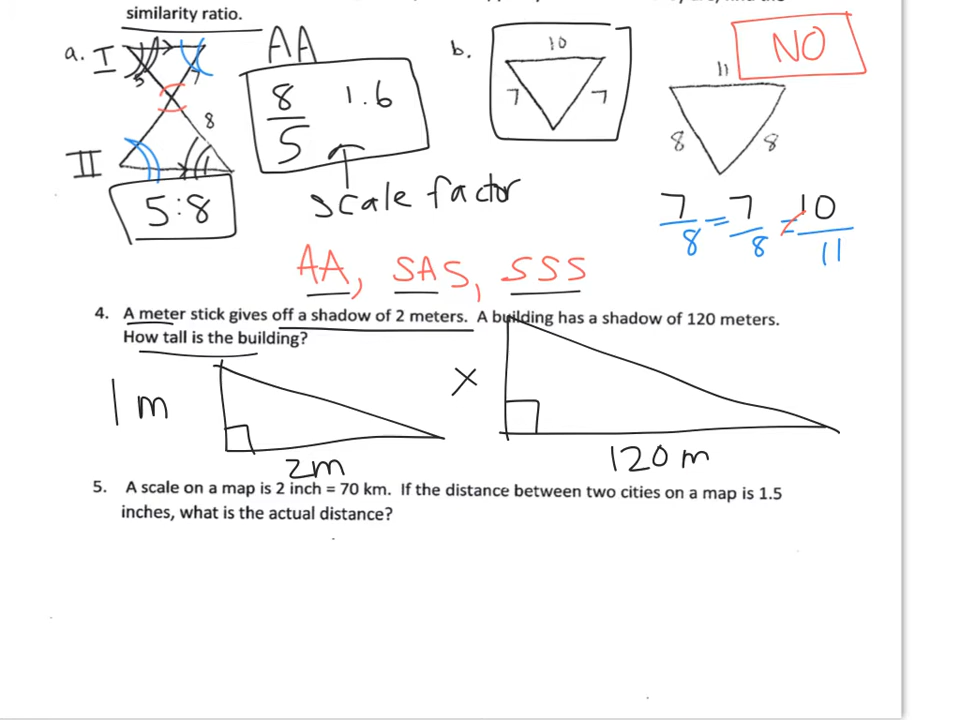 similarity ratio.
a. I 5 7 8 II
AA
8/5 1.6
scale factor
5:8
b. 10 7 7
11 8 8
NO
7/8 = 7/8 ≠ 10/11
AA, SAS, SSS
4. A meter stick gives off a shadow of 2 meters. A building has a shadow of 120 meters.
How tall is the building?
1 m 2m
x 120 m
5. A scale on a map is 2 inch = 70 km. If the distance between two cities on a map is 1.5
inches, what is the actual distance?